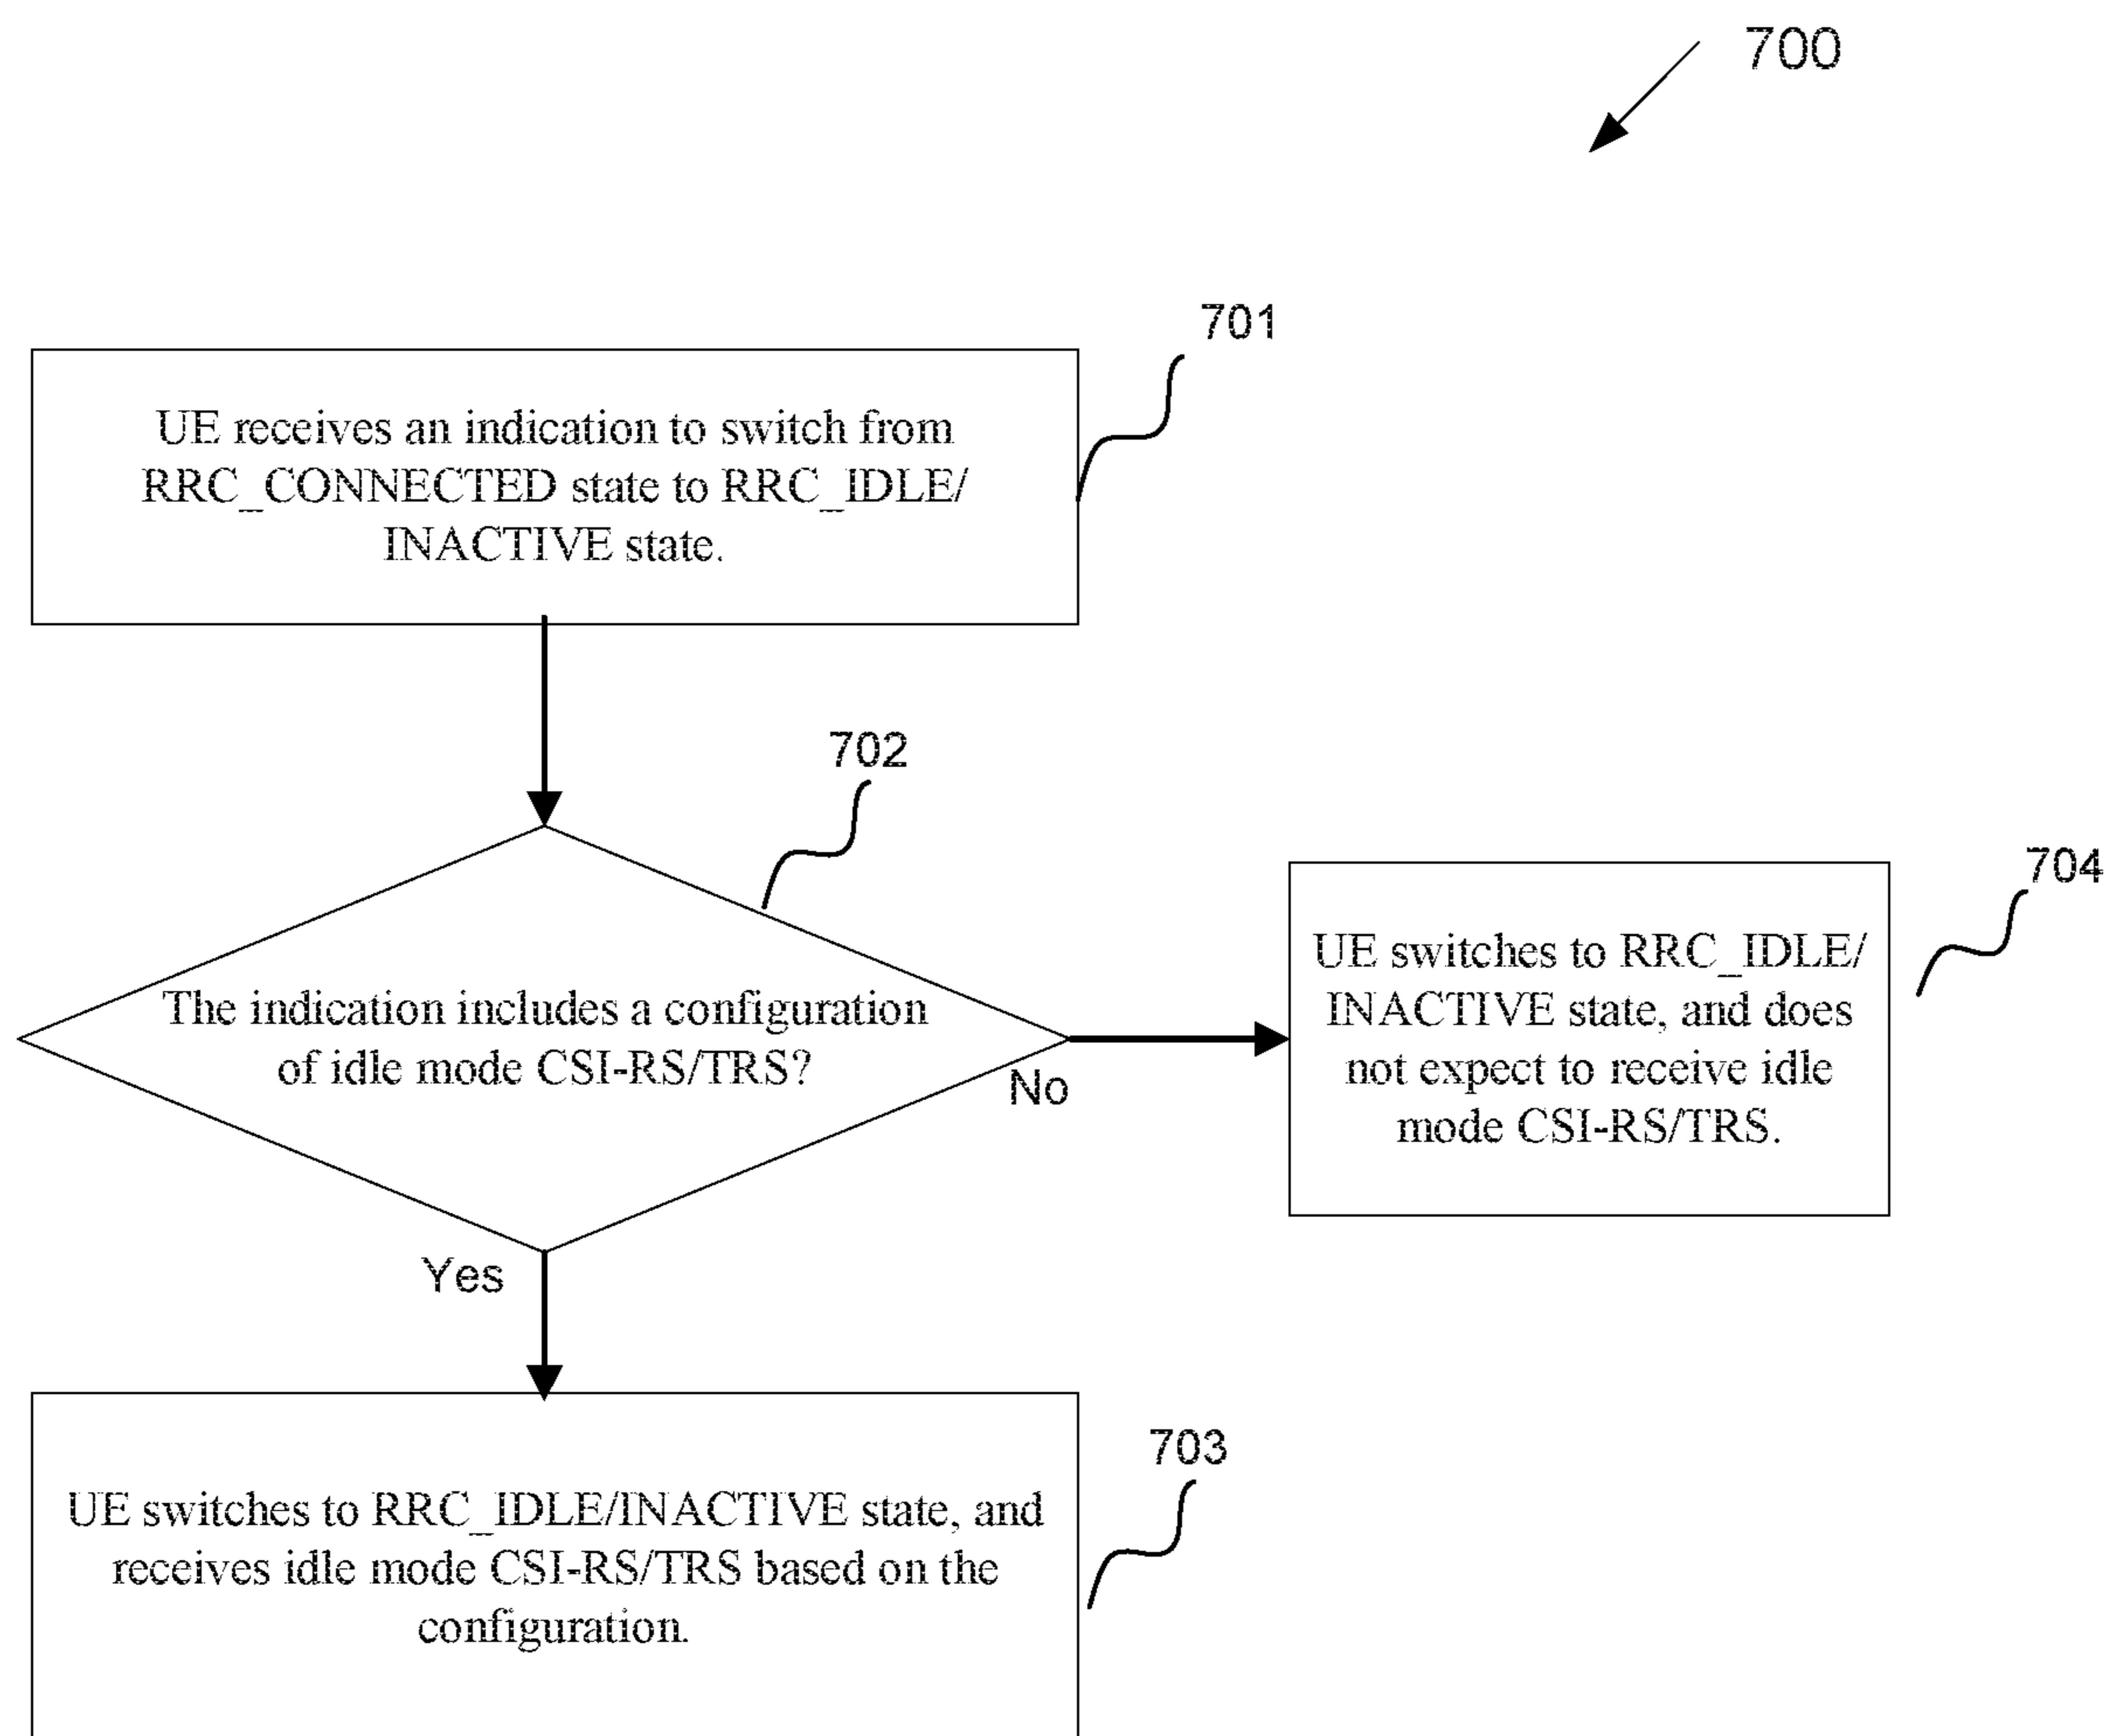 700
701
UE receives an indication to switch from
RRC_CONNECTED state to RRC_IDLE/
INACTIVE state.
702
The indication includes a configuration
of idle mode CSI-RS/TRS?
No
704
UE switches to RRC_IDLE/
INACTIVE state, and does
not expect to receive idle
mode CSI-RS/TRS.
Yes
703
UE switches to RRC_IDLE/INACTIVE state, and
receives idle mode CSI-RS/TRS based on the
configuration.